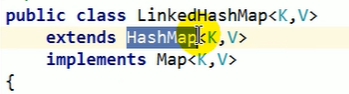 public class LinkedHashMap<K,V>
extends HashMap<K,V>
implements Map<K,V>
{